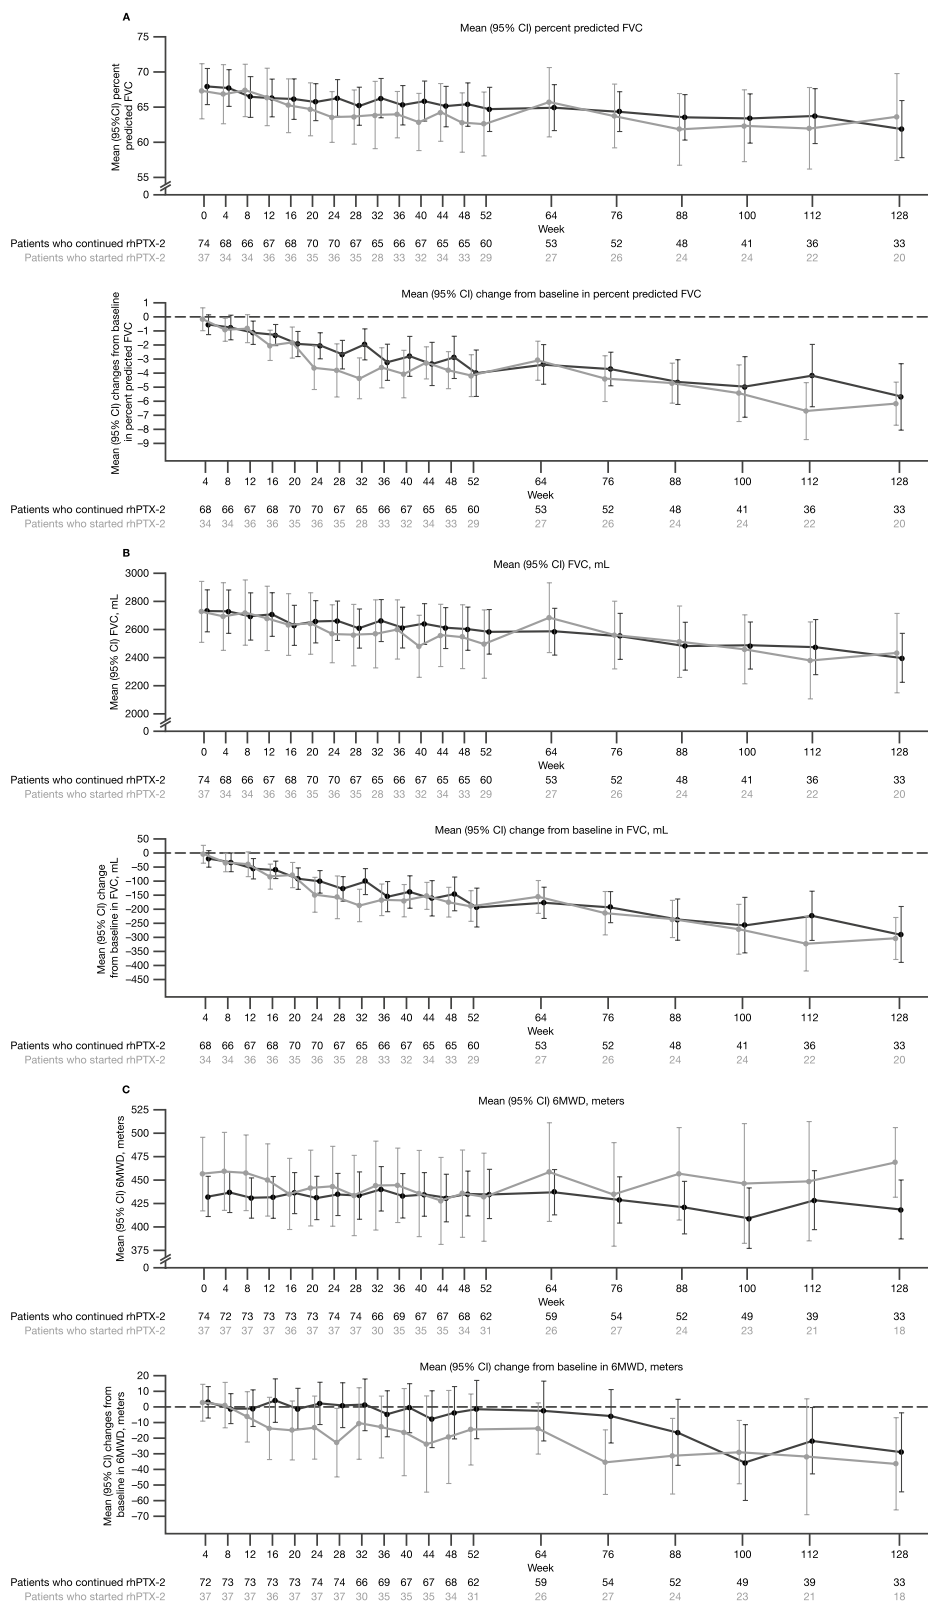 A
Mean (95% CI) percent predicted FVC
Mean (95%CI) percent
predicted FVC
75
70
65
60
55
0
0 4 8 12 16 20 24 28 32 36 40 44 48 52 64 76 88 100 112 128
Week
Patients who continued rhPTX-2 74 68 66 67 68 70 70 67 65 66 67 65 65 60 53 52 48 41 36 33
Patients who started rhPTX-2 37 34 34 36 36 35 36 35 28 33 32 34 33 29 27 26 24 24 22 20
Mean (95% CI) change from baseline in percent predicted FVC
Mean (95% CI) changes from baseline
in percent predicted FVC
1
0
–1
–2
–3
–4
–5
–6
–7
–8
–9
4 8 12 16 20 24 28 32 36 40 44 48 52 64 76 88 100 112 128
Week
Patients who continued rhPTX-2 68 66 67 68 70 70 67 65 66 67 65 65 60 53 52 48 41 36 33
Patients who started rhPTX-2 34 34 36 36 35 36 35 28 33 32 34 33 29 27 26 24 24 22 20
B
Mean (95% CI) FVC, mL
Mean (95% CI) FVC, mL
3000
2800
2600
2400
2200
2000
0
0 4 8 12 16 20 24 28 32 36 40 44 48 52 64 76 88 100 112 128
Week
Patients who continued rhPTX-2 74 68 66 67 68 70 70 67 65 66 67 65 65 60 53 52 48 41 36 33
Patients who started rhPTX-2 37 34 34 36 36 35 36 35 28 33 32 34 33 29 27 26 24 24 22 20
Mean (95% CI) change from baseline in FVC, mL
Mean (95% CI) change
from baseline in FVC, mL
50
0
–50
–100
–150
–200
–250
–300
–350
–400
–450
4 8 12 16 20 24 28 32 36 40 44 48 52 64 76 88 100 112 128
Week
Patients who continued rhPTX-2 68 66 67 68 70 70 67 65 66 67 65 65 60 53 52 48 41 36 33
Patients who started rhPTX-2 34 34 36 36 35 36 35 28 33 32 34 33 29 27 26 24 24 22 20
C
Mean (95% CI) 6MWD, meters
Mean (95% CI) 6MWD, meters
525
500
475
450
425
400
375
0
0 4 8 12 16 20 24 28 32 36 40 44 48 52 64 76 88 100 112 128
Week
Patients who continued rhPTX-2 74 72 73 73 73 73 74 74 66 69 67 67 68 62 59 54 52 49 39 33
Patients who started rhPTX-2 37 37 37 37 36 37 37 37 30 35 35 35 34 31 26 27 24 23 21 18
Mean (95% CI) change from baseline in 6MWD, meters
Mean (95% CI) changes from
baseline in 6MWD, meters
20
10
0
–10
–20
–30
–40
–50
–60
–70
4 8 12 16 20 24 28 32 36 40 44 48 52 64 76 88 100 112 128
Week
Patients who continued rhPTX-2 72 73 73 73 73 74 74 66 69 67 67 68 62 59 54 52 49 39 33
Patients who started rhPTX-2 37 37 37 36 37 37 37 30 35 35 35 34 31 26 27 24 23 21 18